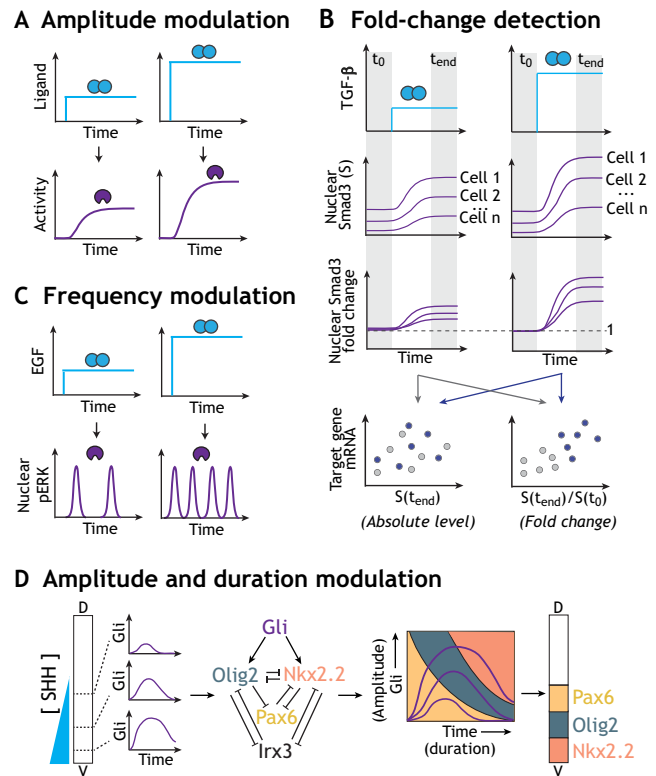 A Amplitude modulation
Ligand
Time
Time
Activity
Time
Time
B Fold-change detection
TGF-β
t0
tend
t0
tend
Nuclear
Smad3 (S)
Cell 1
Cell 2
...
Cell n
Cell 1
Cell 2
...
Cell n
Nuclear Smad3
fold change
1
Time
Time
Target gene
mRNA
S(tend)
(Absolute level)
S(tend)/S(t0)
(Fold change)
C Frequency modulation
EGF
Time
Time
Nuclear
pERK
Time
Time
D Amplitude and duration modulation
D
[ SHH ]
V
Gli
Gli
Gli
Time
Gli
Olig2
Nkx2.2
Pax6
Irx3
(Amplitude)
Gli
Time
(duration)
D
Pax6
Olig2
Nkx2.2
V